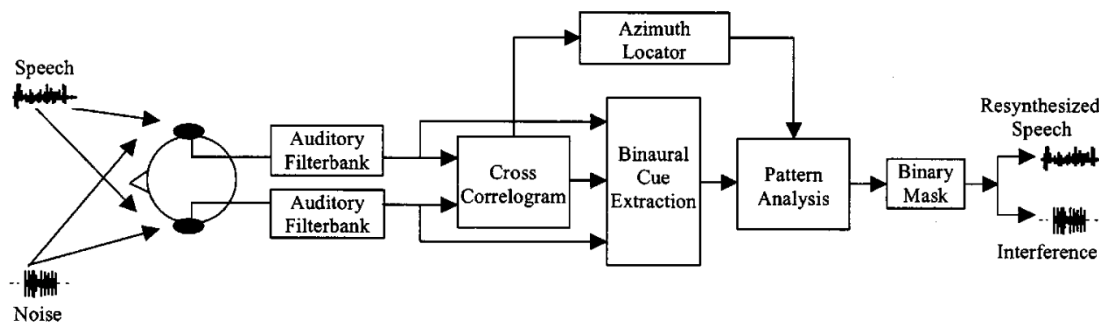 Speech
Noise
Auditory
Filterbank
Auditory
Filterbank
Cross
Correlogram
Azimuth
Locator
Binaural
Cue
Extraction
Pattern
Analysis
Binary
Mask
Resynthesized
Speech
Interference